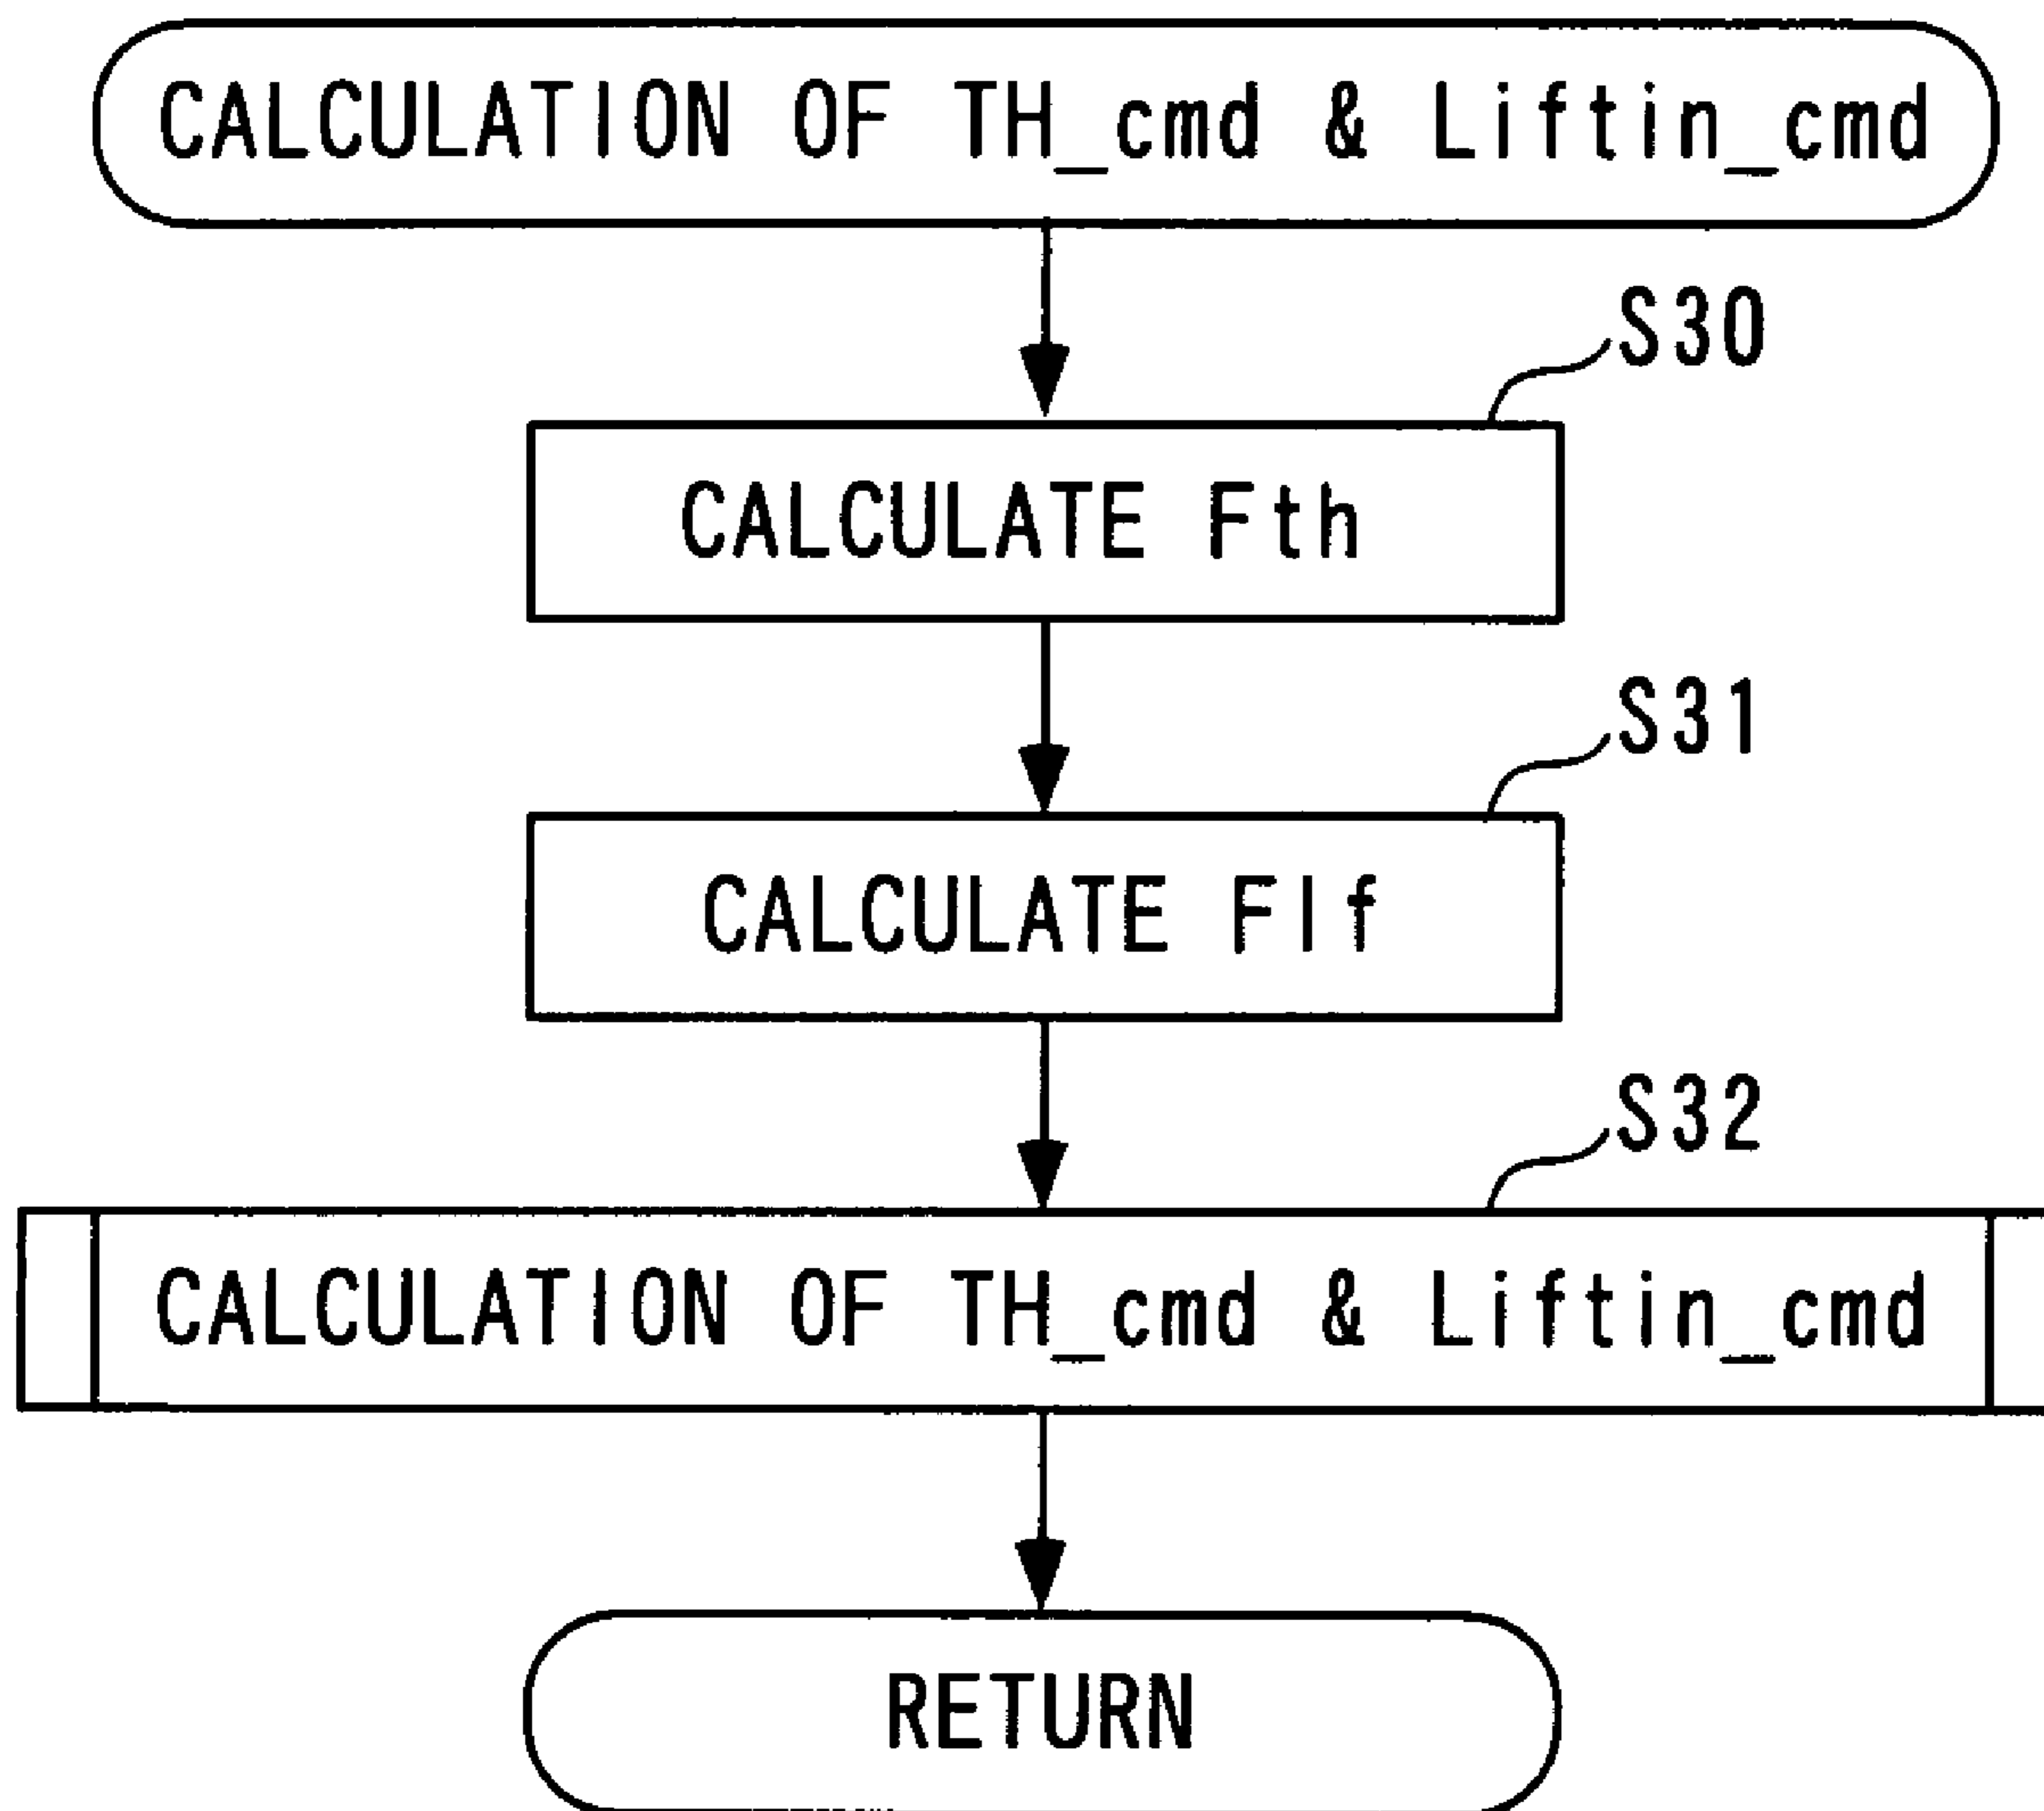 CALCULATION OF TH_cmd & Liftin_cmd
S30
CALCULATE Fth
S31
CALCULATE Flf
S32
CALCULATION OF TH_cmd & Liftin_cmd
RETURN